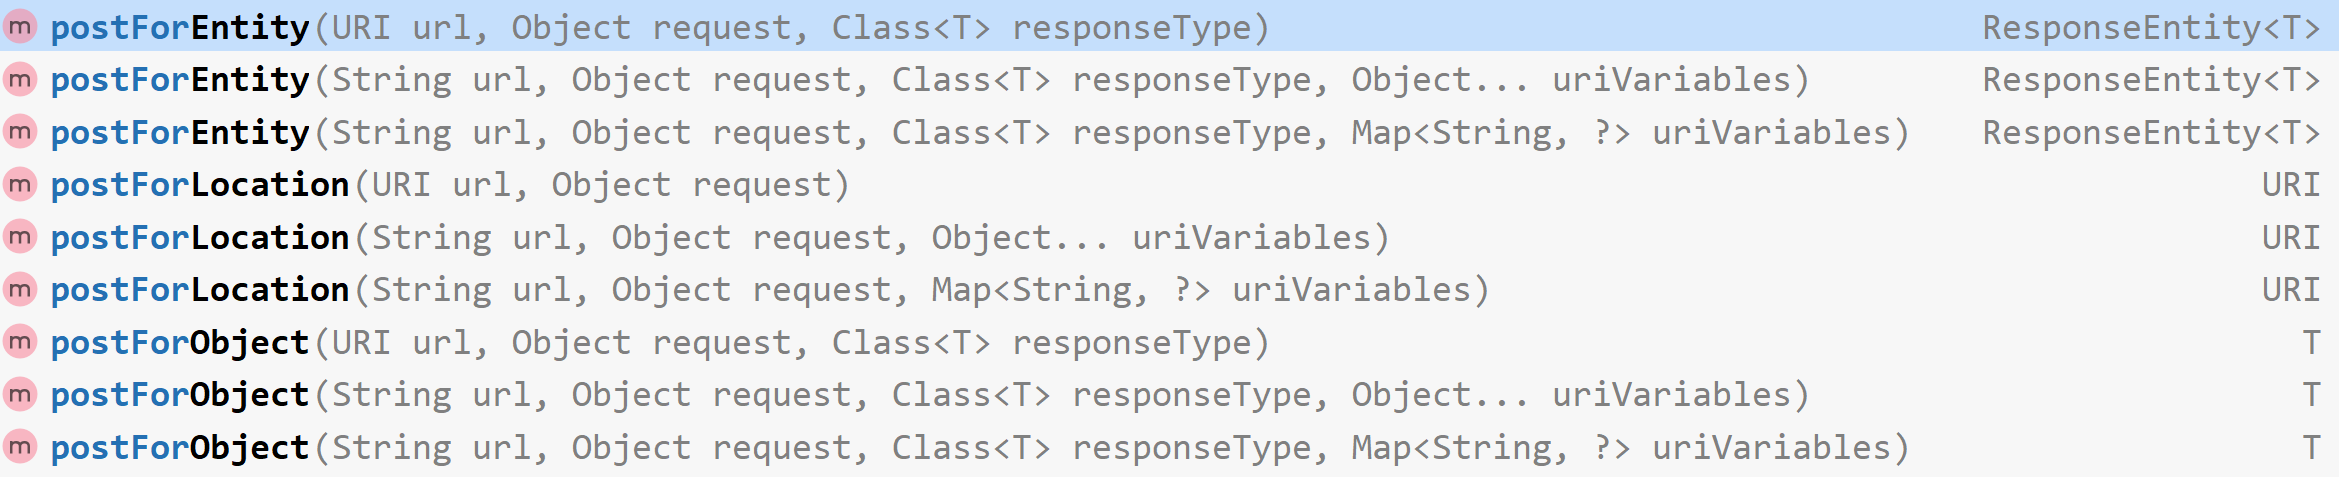 m postForEntity(URI url, Object request, Class<T> responseType) ResponseEntity<T>
m postForEntity(String url, Object request, Class<T> responseType, Object... uriVariables) ResponseEntity<T>
m postForEntity(String url, Object request, Class<T> responseType, Map<String, ?> uriVariables) ResponseEntity<T>
m postForLocation(URI url, Object request) URI
m postForLocation(String url, Object request, Object... uriVariables) URI
m postForLocation(String url, Object request, Map<String, ?> uriVariables) URI
m postForObject(URI url, Object request, Class<T> responseType) T
m postForObject(String url, Object request, Class<T> responseType, Object... uriVariables) T
m postForObject(String url, Object request, Class<T> responseType, Map<String, ?> uriVariables) T